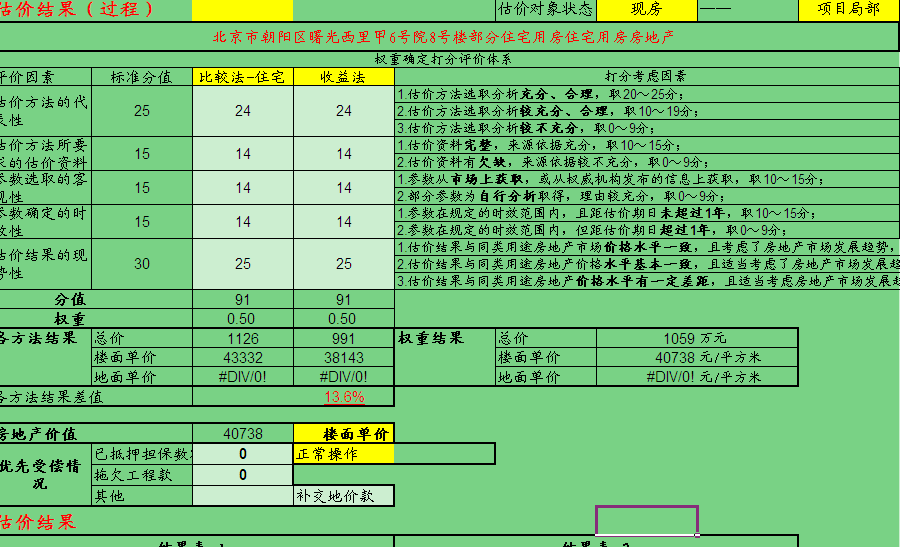 估价结果（过程） 估价对象状态 现房 —— 项目局部
北京市朝阳区曙光西里甲6号院8号楼部分住宅用房住宅用房房地产
权重确定打分评价体系
评价因素 标准分值 比较法-住宅 收益法 打分考虑因素
估价方法的代表性 25 24 24
1.估价方法选取分析充分、合理，取20～25分；
2.估价方法选取分析较充分、合理，取10～19分；
3.估价方法选取分析较不充分，取0～9分；
估价方法所要求的估价资料 15 14 14
1.估价资料完整，来源依据充分，取10～15分；
2.估价资料有欠缺，来源依据较不充分，取0～9分；
参数选取的客观性 15 14 14
1.参数从市场上获取，或从权威机构发布的信息上获取，取10～15分；
2.部分参数为自行分析取得，理由较充分，取0～9分；
参数确定的时效性 15 14 14
1.参数在规定的时效范围内，且距估价期日未超过1年，取10～15分；
2.参数在规定的时效范围内，但距估价期日超过1年，取0～9分；
估价结果的现势性 30 25 25
1.估价结果与同类用途房地产市场价格水平一致，且考虑了房地产市场发展趋势，
2.估价结果与同类用途房地产价格水平基本一致，且适当考虑了房地产市场发展趋
3.估价结果与同类用途房地产价格水平有一定差距，且适当考虑房地产市场发展趋
分值 91 91
权重 0.50 0.50
各方法结果 总价 1126 991 权重结果 总价 1059 万元
楼面单价 43332 38143 楼面单价 40738 元/平方米
地面单价 #DIV/0! #DIV/0! 地面单价 #DIV/0! 元/平方米
各方法结果差值 13.6%
房地产价值 40738 楼面单价
优先受偿情况 已抵押担保数 0 正常操作
拖欠工程款 0
其他 补交地价款
估价结果
结果表 1 结果表 2